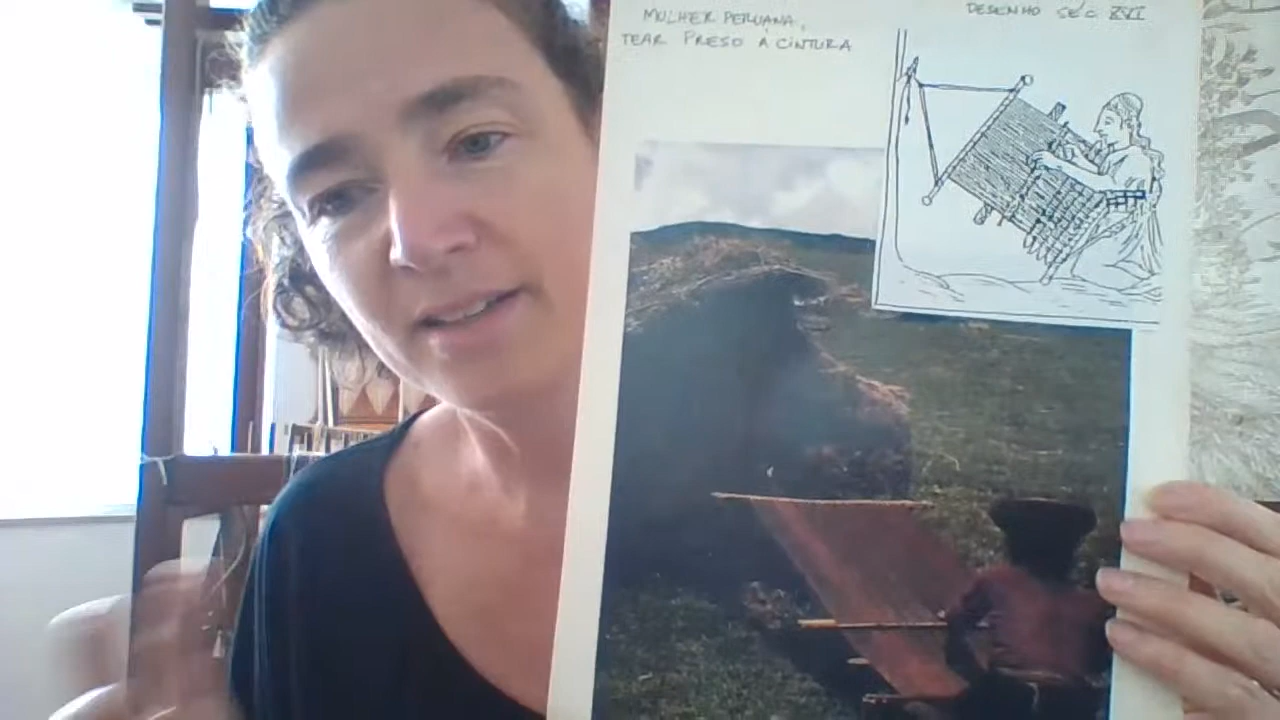 MULHER PERUANA,
TEAR PRESO À CINTURA
DESENHO SÉC. XVI